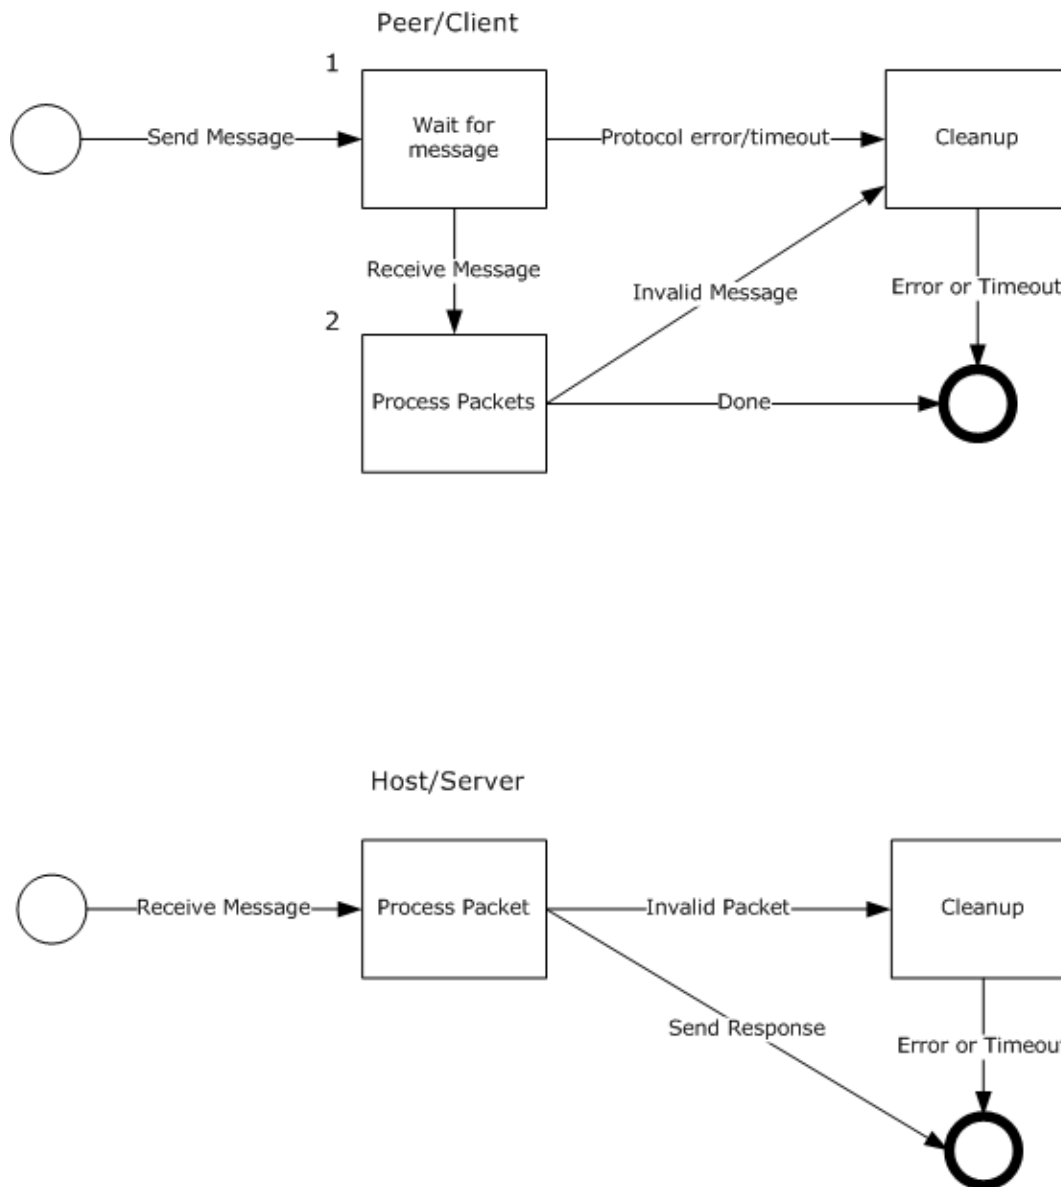 Peer/Client
1
Send Message
Wait for
message
Protocol error/timeout
Cleanup
Receive Message
Invalid Message
Error or Timeout
2
Process Packets
Done
Host/Server
Receive Message
Process Packet
Invalid Packet
Cleanup
Send Response
Error or Timeout